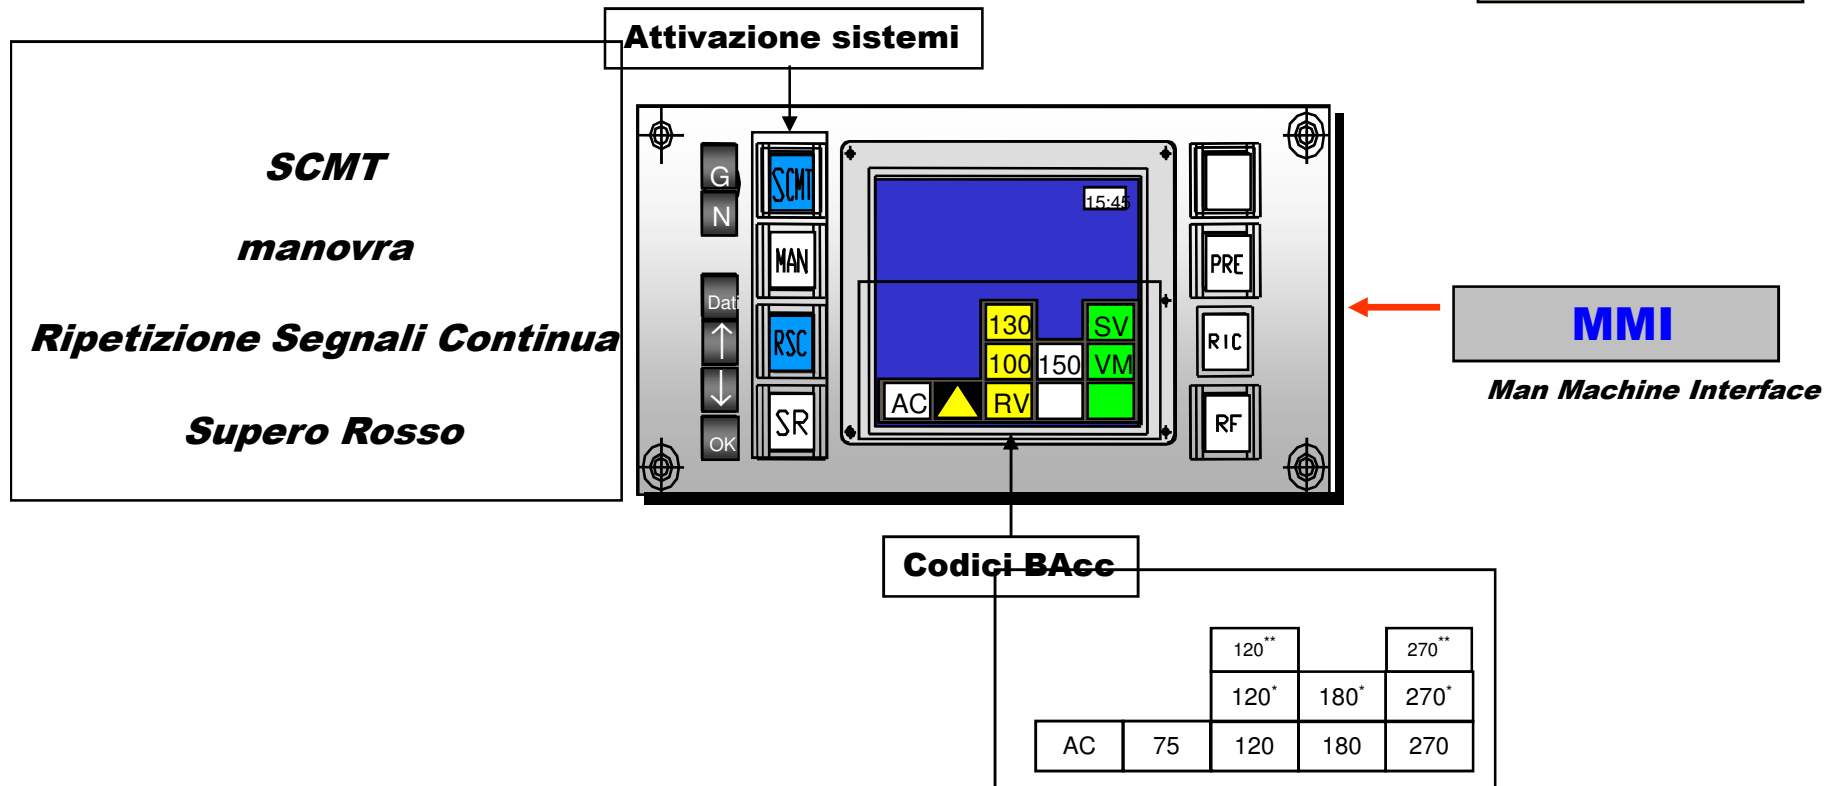 Attivazione sistemi
SCMT
manovra
Ripetizione Segnali Continua
Supero Rosso
G
N
Dati
↑
↓
OK
SCMT
MAN
RSC
SR
15:45
130 SV
100 150 VM
AC RV
PRE
RIC
RF
MMI
Man Machine Interface
Codici BAcc
120** 270**
120* 180* 270*
AC 75 120 180 270